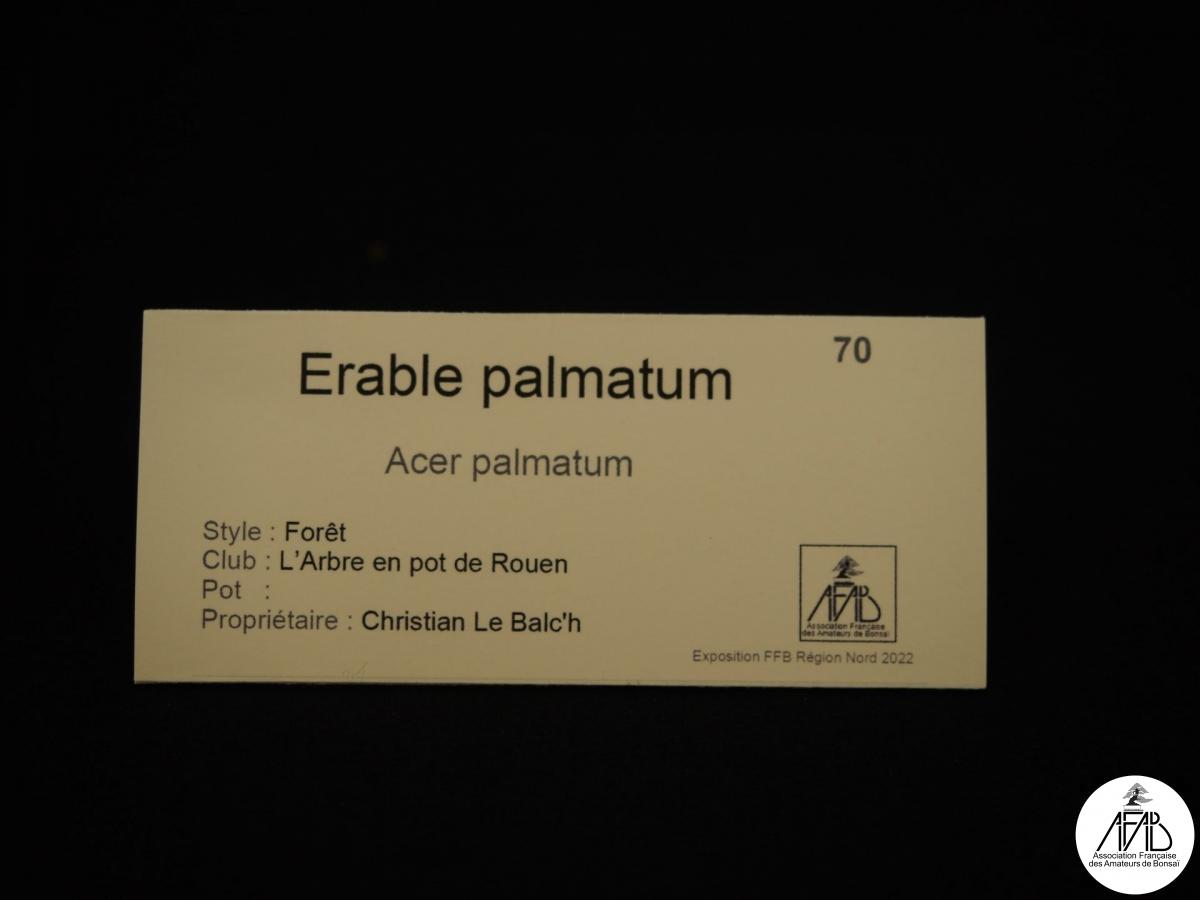 70
Erable palmatum
Acer palmatum
Style : Forêt
Club : L'Arbre en pot de Rouen
Pot :
Propriétaire : Christian Le Balc'h
AFAB
Association Française
des Amateurs de Bonsaï
Exposition FFB Région Nord 2022
AFAB
Association Française
des Amateurs de Bonsaï